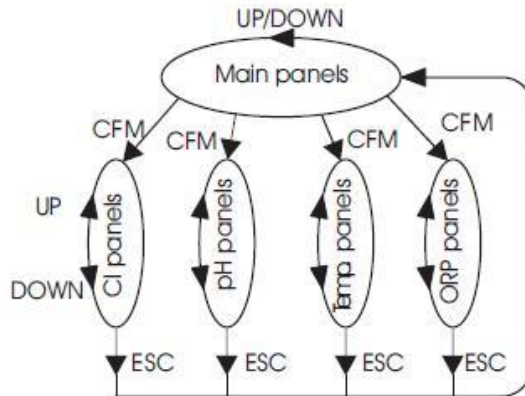 UP/DOWN
Main panels
CFM
CFM
CFM
CFM
UP
DOWN
Cl panels
pH panels
Temp. panels
ORP panels
ESC
ESC
ESC
ESC